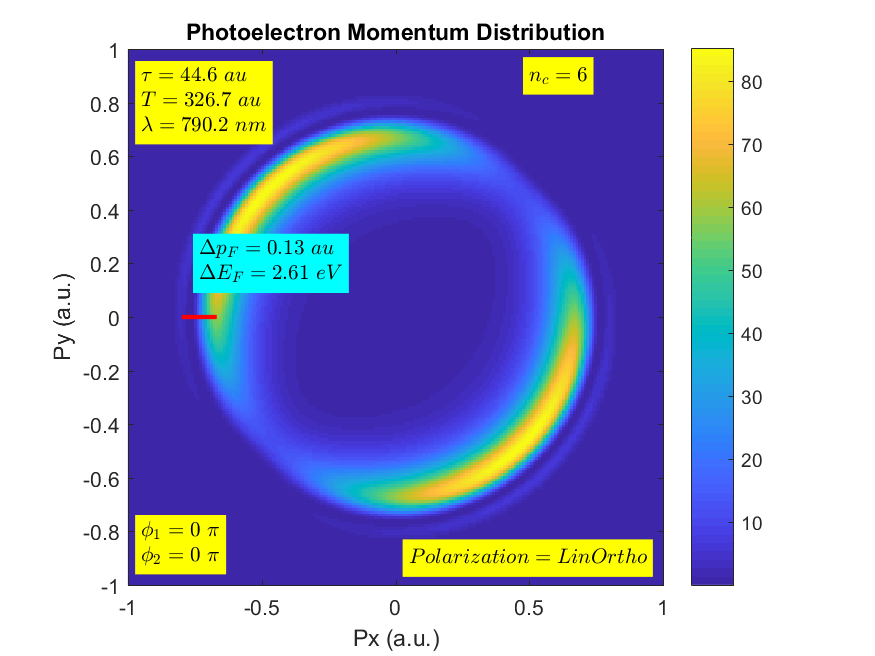 Photoelectron Momentum Distribution
τ = 44.6 au
T = 326.7 au
λ = 790.2 nm
n_c = 6
Δp_F = 0.13 au
ΔE_F = 2.61 eV
ϕ_1 = 0 π
ϕ_2 = 0 π
Polarization = LinOrtho
1
0.8
0.6
0.4
0.2
0
-0.2
-0.4
-0.6
-0.8
-1
Py (a.u.)
-1 -0.5 0 0.5 1
Px (a.u.)
80
70
60
50
40
30
20
10